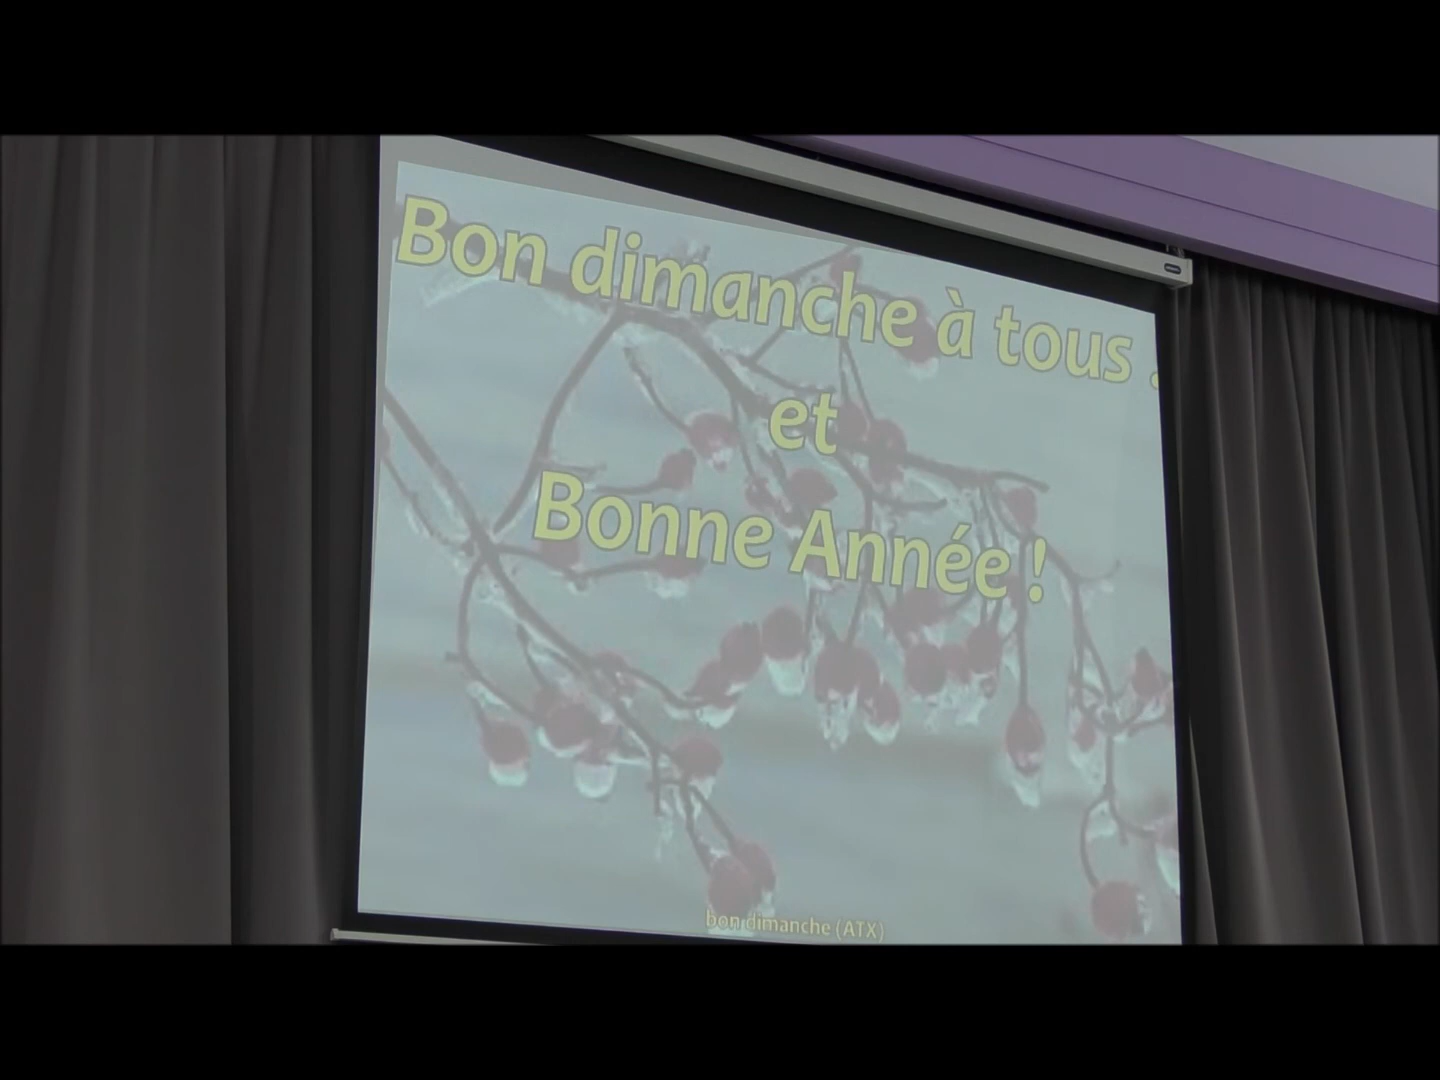 Bon dimanche à tous
et
Bonne Année !
bon dimanche (ATX)